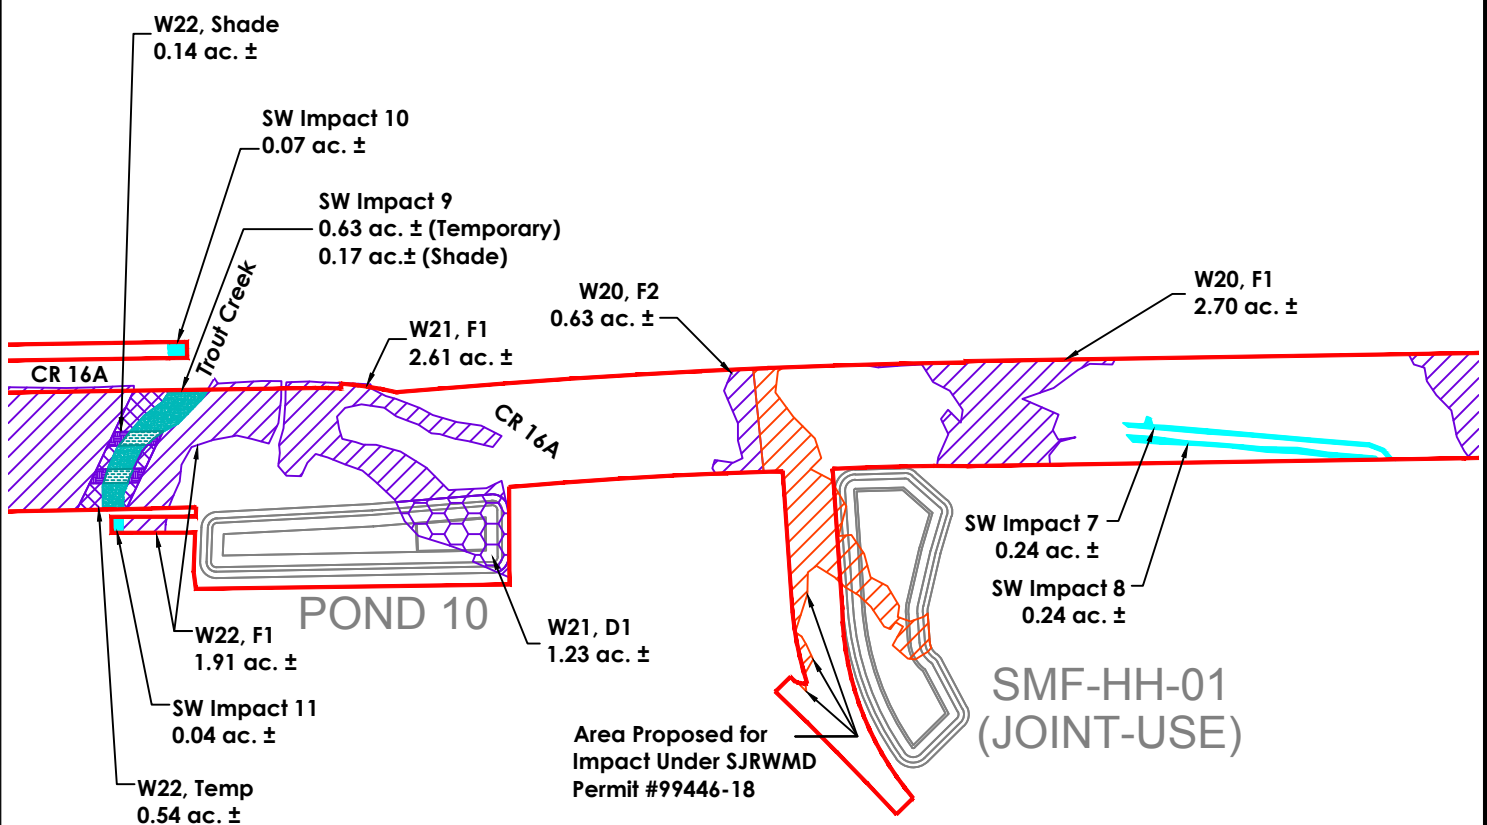 W22, Shade
0.14 ac. ±
SW Impact 10
0.07 ac. ±
SW Impact 9
0.63 ac. ± (Temporary)
0.17 ac.± (Shade)
Trout Creek
W20, F1
2.70 ac. ±
W20, F2
0.63 ac. ±
W21, F1
2.61 ac. ±
CR 16A
CR 16A
SW Impact 7
0.24 ac. ±
SW Impact 8
0.24 ac. ±
POND 10
W22, F1
1.91 ac. ±
W21, D1
1.23 ac. ±
SMF-HH-01
(JOINT-USE)
SW Impact 11
0.04 ac. ±
Area Proposed for
Impact Under SJRWMD
Permit #99446-18
W22, Temp
0.54 ac. ±